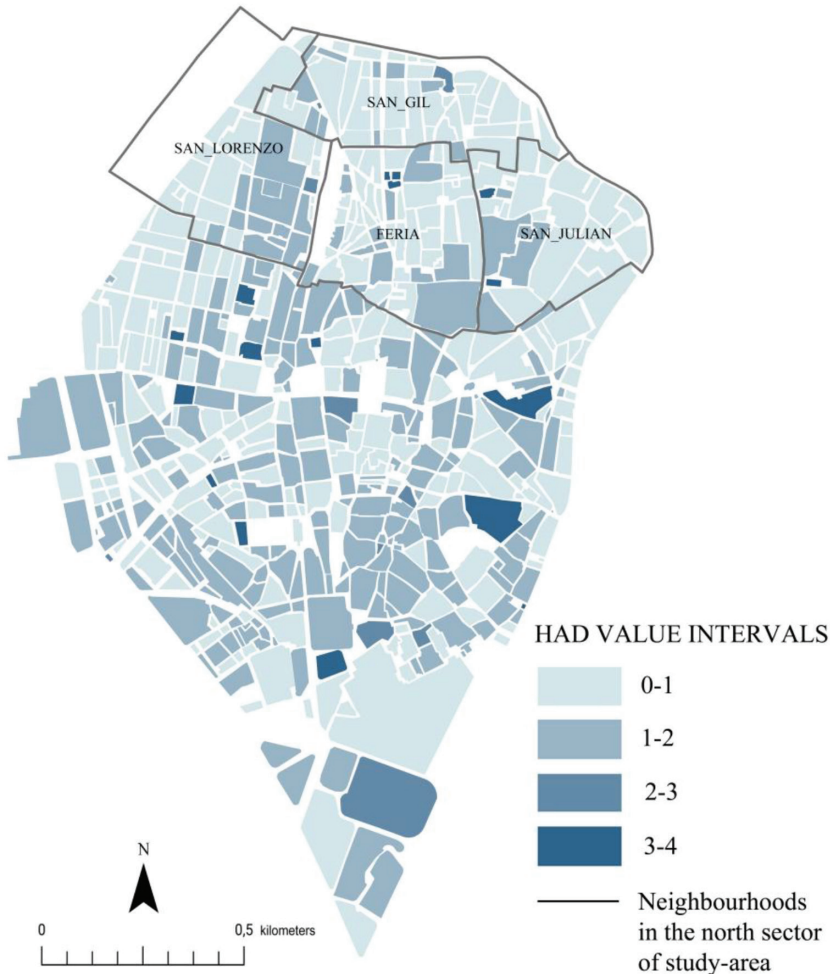 SAN_GIL
SAN_LORENZO
FERIA
SAN_JULIAN
HAD VALUE INTERVALS
0-1
1-2
2-3
3-4
Neighbourhoods
in the north sector
of study-area
N
0 0,5 kilometers